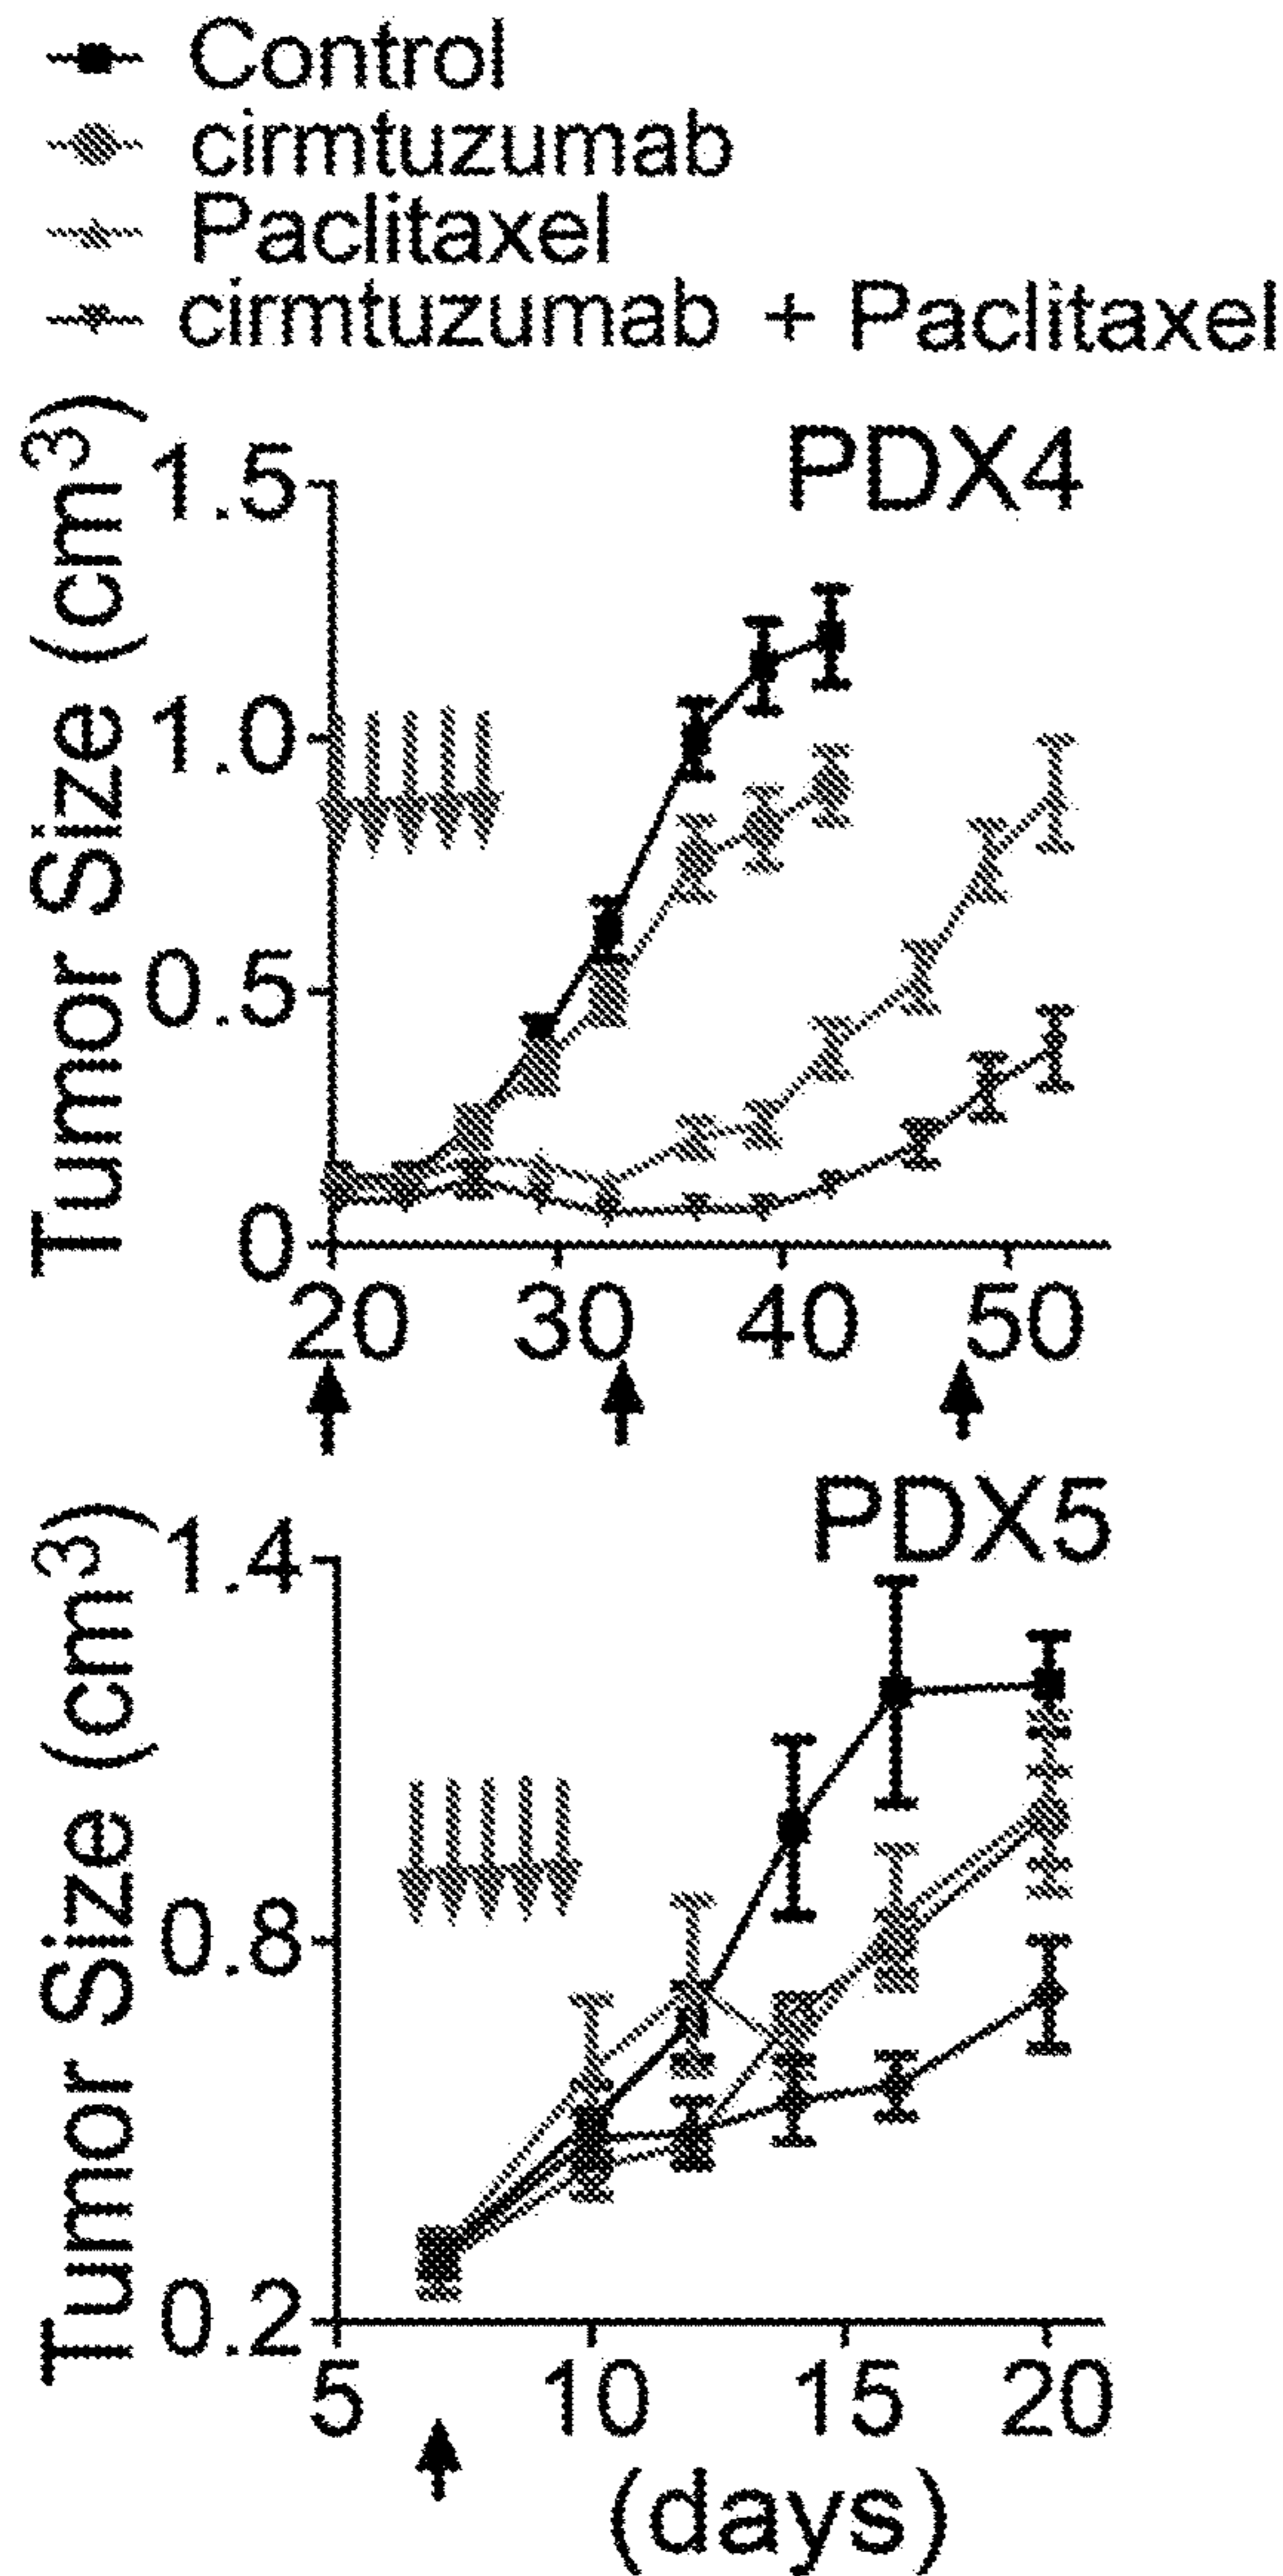 Control
cirmtuzumab
Paclitaxel
cirmtuzumab + Paclitaxel
PDX4
Tumor Size (cm³)
1.5
1.0
0.5
0
20 30 40 50
PDX5
Tumor Size (cm³)
1.4
0.8
0.2
5 10 15 20
(days)